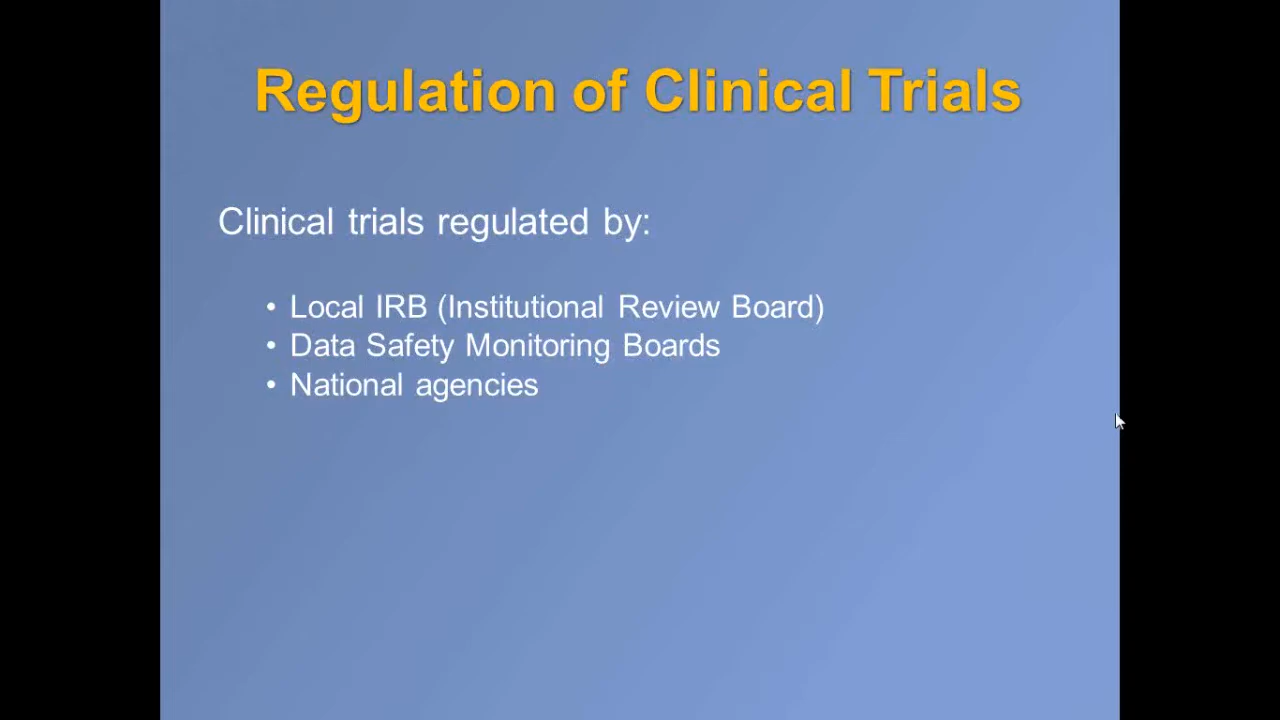 Regulation of Clinical Trials
Clinical trials regulated by:
• Local IRB (Institutional Review Board)
• Data Safety Monitoring Boards
• National agencies